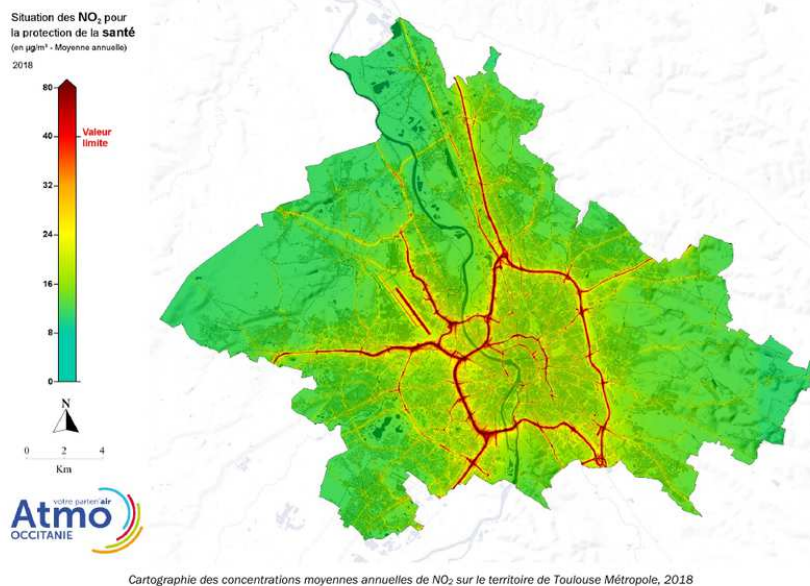 Situation des NO₂ pour
la protection de la santé
(en µg/m³ - Moyenne annuelle)
2018
80
40
Valeur
limite
32
24
16
8
0
N
0 2 4
Km
votre parten'air
Atmo
OCCITANIE
Cartographie des concentrations moyennes annuelles de NO₂ sur le territoire de Toulouse Métropole, 2018